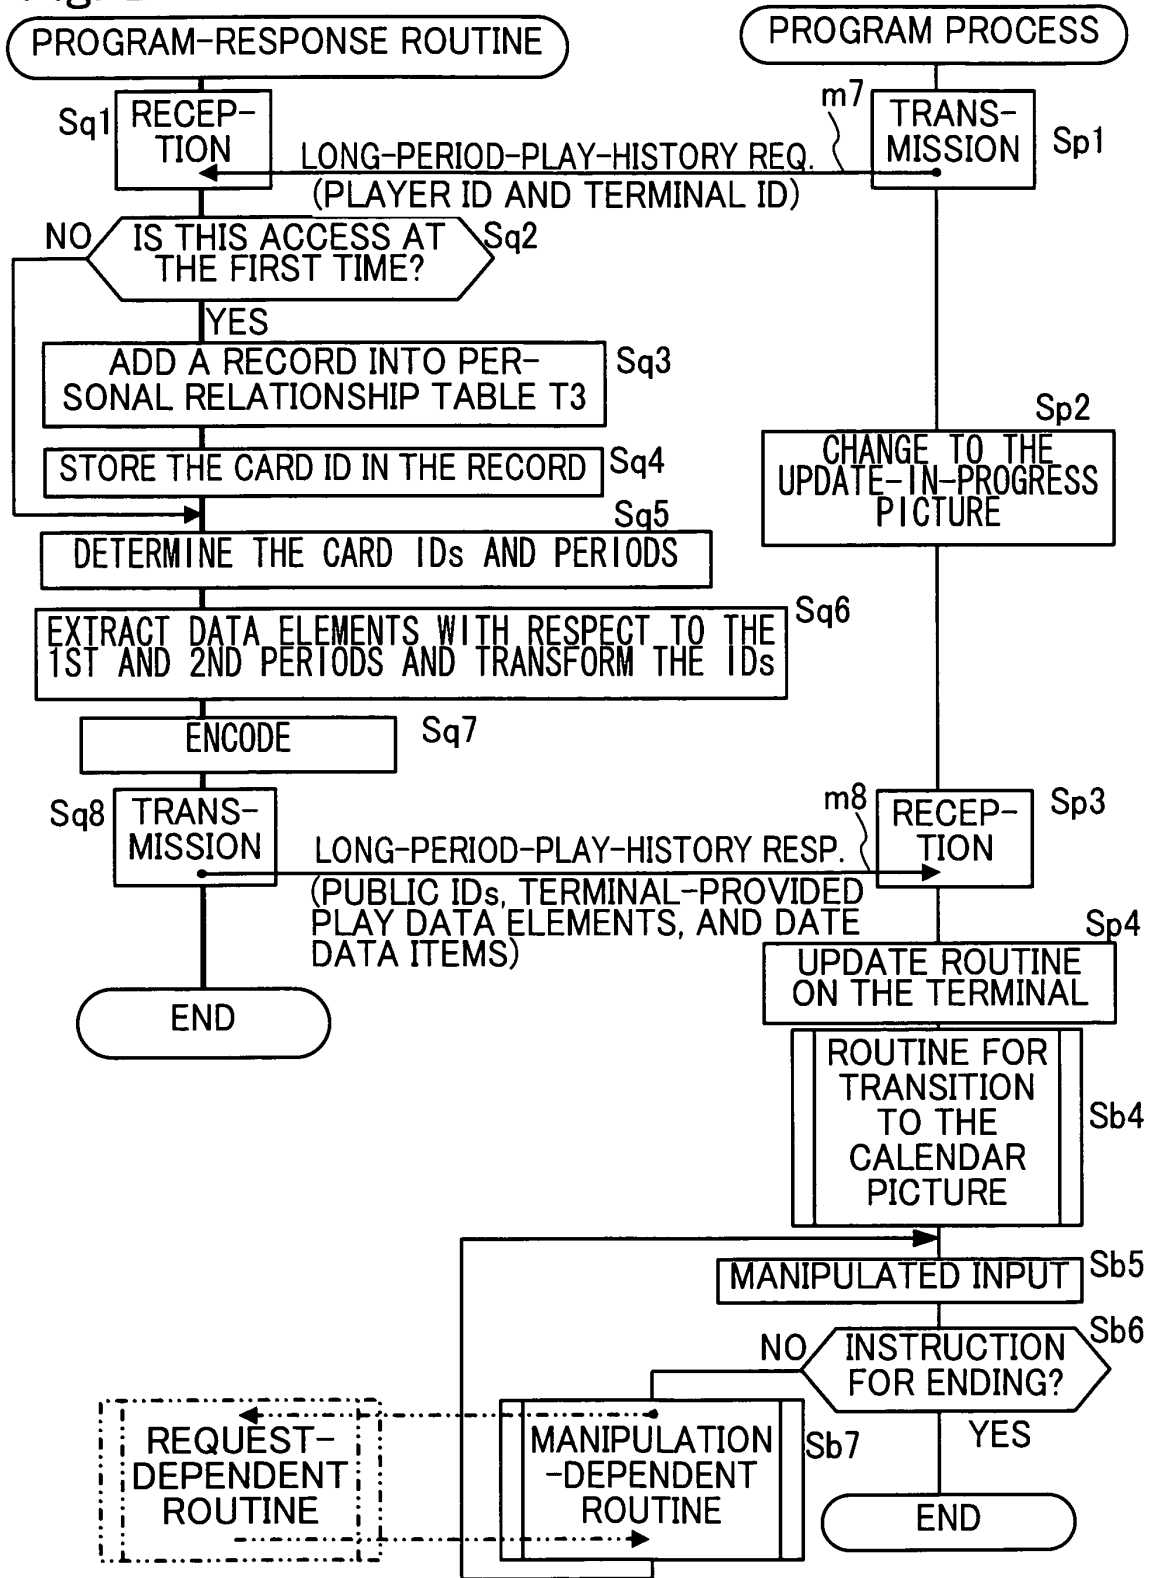 PROGRAM-RESPONSE ROUTINE
PROGRAM PROCESS
Sq1
RECEP-
TION
m7
TRANS-
MISSION
Sp1
LONG-PERIOD-PLAY-HISTORY REQ.
(PLAYER ID AND TERMINAL ID)
NO
IS THIS ACCESS AT
THE FIRST TIME?
Sq2
YES
ADD A RECORD INTO PER-
SONAL RELATIONSHIP TABLE T3
Sq3
STORE THE CARD ID IN THE RECORD
Sq4
Sp2
CHANGE TO THE
UPDATE-IN-PROGRESS
PICTURE
Sq5
DETERMINE THE CARD IDs AND PERIODS
Sq6
EXTRACT DATA ELEMENTS WITH RESPECT TO THE
1ST AND 2ND PERIODS AND TRANSFORM THE IDs
ENCODE
Sq7
Sq8
TRANS-
MISSION
m8
RECEP-
TION
Sp3
LONG-PERIOD-PLAY-HISTORY RESP.
(PUBLIC IDs, TERMINAL-PROVIDED
PLAY DATA ELEMENTS, AND DATE
DATA ITEMS)
END
Sp4
UPDATE ROUTINE
ON THE TERMINAL
ROUTINE FOR
TRANSITION
TO THE
CALENDAR
PICTURE
Sb4
MANIPULATED INPUT
Sb5
NO
INSTRUCTION
FOR ENDING?
Sb6
YES
REQUEST-
DEPENDENT
ROUTINE
MANIPULATION
-DEPENDENT
ROUTINE
Sb7
END